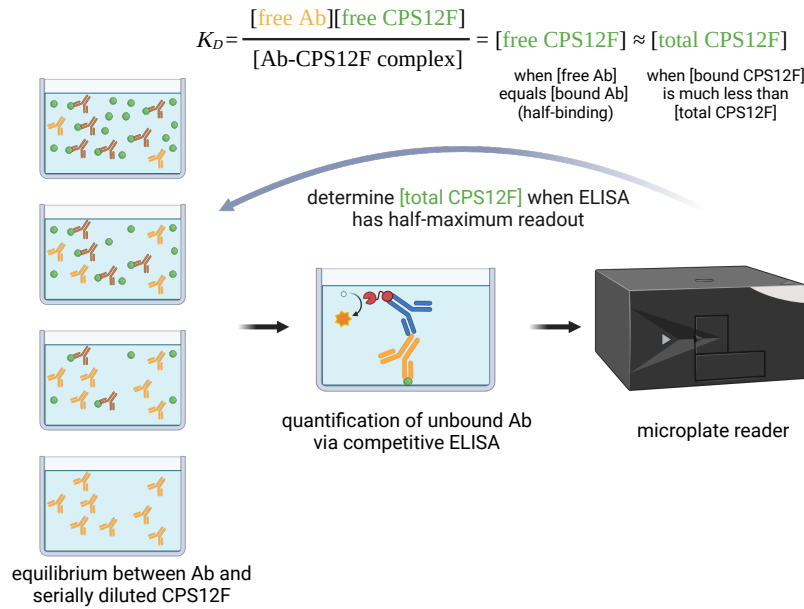 K_D = [free Ab][free CPS12F] / [Ab-CPS12F complex] = [free CPS12F] ≈ [total CPS12F]
when [free Ab]
equals [bound Ab]
(half-binding)
when [bound CPS12F]
is much less than
[total CPS12F]
determine [total CPS12F] when ELISA
has half-maximum readout
quantification of unbound Ab
via competitive ELISA
microplate reader
equilibrium between Ab and
serially diluted CPS12F